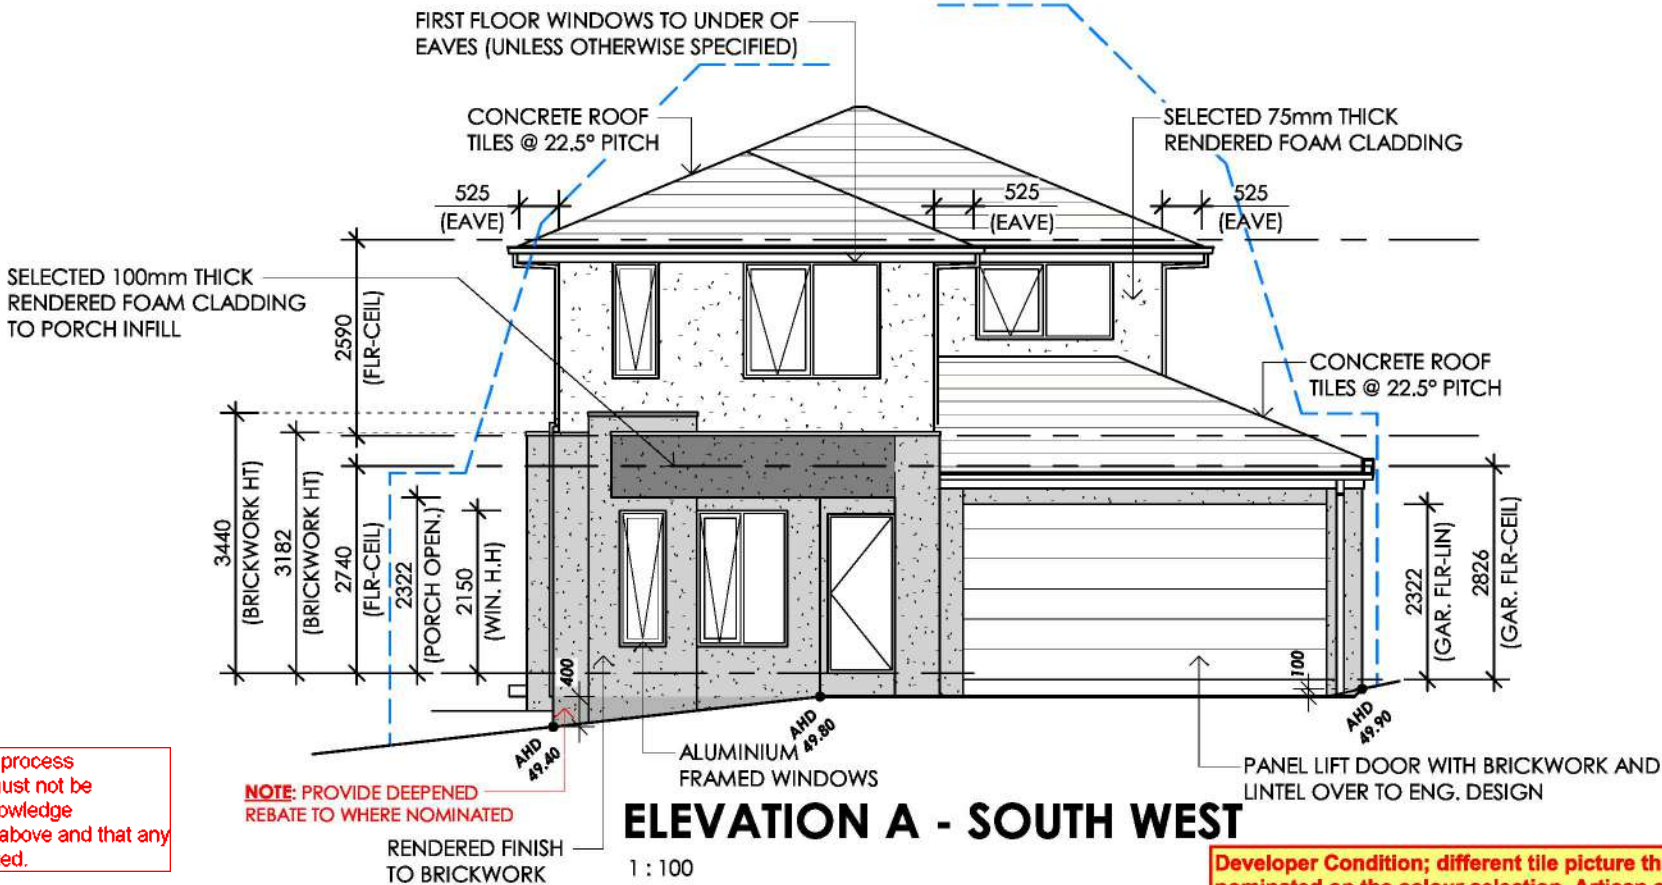 FIRST FLOOR WINDOWS TO UNDER OF
EAVES (UNLESS OTHERWISE SPECIFIED)
CONCRETE ROOF
TILES @ 22.5° PITCH
SELECTED 75mm THICK
RENDERED FOAM CLADDING
525
(EAVE)
525
(EAVE)
525
(EAVE)
SELECTED 100mm THICK
RENDERED FOAM CLADDING
TO PORCH INFILL
2590
(FLR-CEIL)
CONCRETE ROOF
TILES @ 22.5° PITCH
3440
(BRICKWORK HT)
3182
(BRICKWORK HT)
2740
(FLR-CEIL)
2322
(PORCH OPEN.)
2150
(WIN. H.H)
2322
(GAR. FLR-LIN)
2826
(GAR. FLR-CEIL)
400
100
AHD
49.40
AHD
49.80
AHD
49.90
NOTE: PROVIDE DEEPENED
REBATE TO WHERE NOMINATED
ALUMINIUM
FRAMED WINDOWS
PANEL LIFT DOOR WITH BRICKWORK AND
LINTEL OVER TO ENG. DESIGN
RENDERED FINISH
TO BRICKWORK
ELEVATION A - SOUTH WEST
1 : 100
process
ust not be
owledge
above and that any
ed.
Developer Condition; different tile picture th
nominated on the colour selection